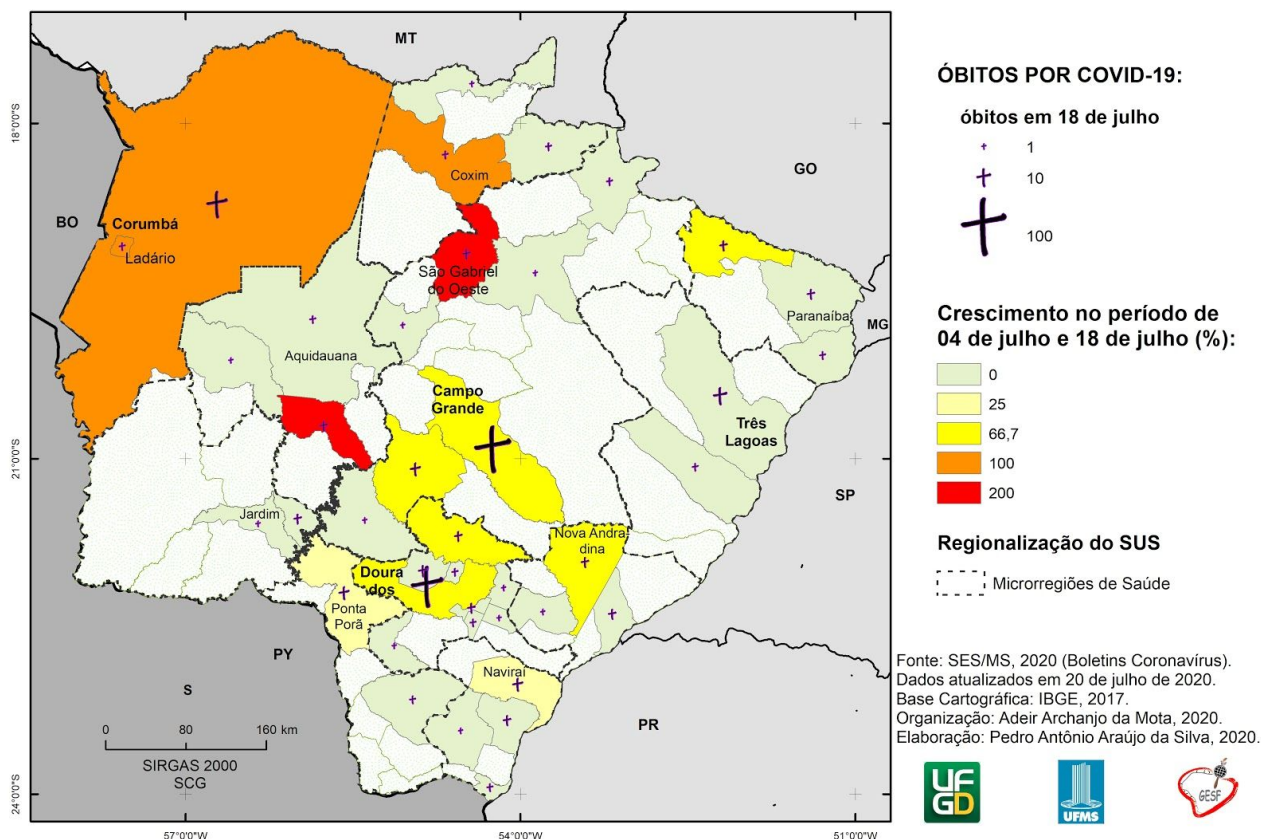 MT
GO
BO
MG
SP
PR
PY
S
18°0'0"S
21°0'0"S
24°0'0"S
57°0'0"W
54°0'0"W
51°0'0"W
Coxim
Corumbá
Ladário
São Gabriel
do Oeste
Paranaíba
Aquidauana
Campo
Grande
Três
Lagoas
Jardim
Nova Andra-
dina
Doura
dos
Ponta
Porã
Naviraí
0 80 160 km
SIRGAS 2000
SCG
ÓBITOS POR COVID-19:
óbitos em 18 de julho
1
10
100
Crescimento no período de
04 de julho e 18 de julho (%):
0
25
66,7
100
200
Regionalização do SUS
Microrregiões de Saúde
Fonte: SES/MS, 2020 (Boletins Coronavírus).
Dados atualizados em 20 de julho de 2020.
Base Cartográfica: IBGE, 2017.
Organização: Adeir Archanjo da Mota, 2020.
Elaboração: Pedro Antônio Araújo da Silva, 2020.
UF
GD
UFMS
GESF